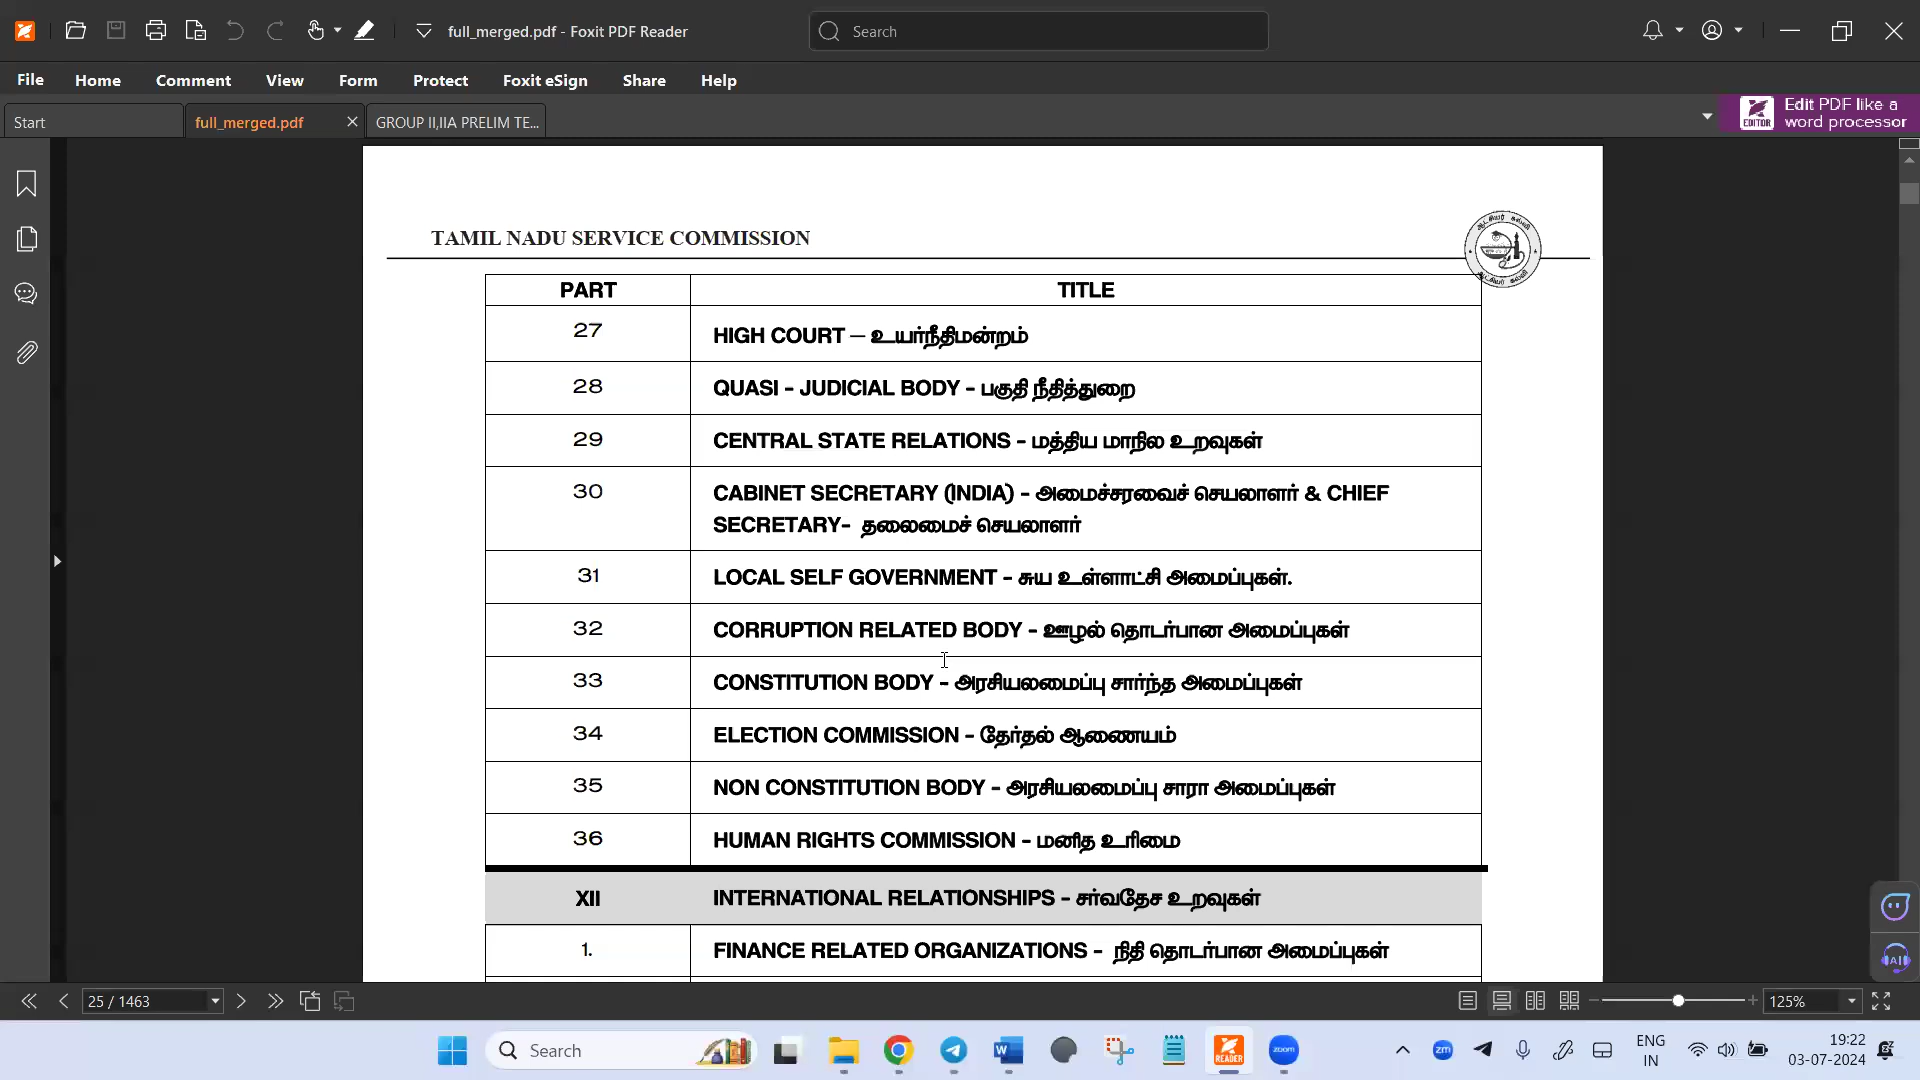 full_merged.pdf - Foxit PDF Reader
Search
File Home Comment View Form Protect Foxit eSign Share Help
Start
full_merged.pdf
GROUP II,IIA PRELIM TE...
EDITOR
Edit PDF like a
word processor
TAMIL NADU SERVICE COMMISSION
PART TITLE
27 HIGH COURT – உயர்நீதிமன்றம்
28 QUASI - JUDICIAL BODY - பகுதி நீதித்துறை
29 CENTRAL STATE RELATIONS - மத்திய மாநில உறவுகள்
30 CABINET SECRETARY (INDIA) - அமைச்சரவைச் செயலாளர் & CHIEF
SECRETARY- தலைமைச் செயலாளர்
31 LOCAL SELF GOVERNMENT - சுய உள்ளாட்சி அமைப்புகள்.
32 CORRUPTION RELATED BODY - ஊழல் தொடர்பான அமைப்புகள்
33 CONSTITUTION BODY - அரசியலமைப்பு சார்ந்த அமைப்புகள்
34 ELECTION COMMISSION - தேர்தல் ஆணையம்
35 NON CONSTITUTION BODY - அரசியலமைப்பு சாரா அமைப்புகள்
36 HUMAN RIGHTS COMMISSION - மனித உரிமை
XII INTERNATIONAL RELATIONSHIPS - சர்வதேச உறவுகள்
1. FINANCE RELATED ORGANIZATIONS - நிதி தொடர்பான அமைப்புகள்
AI
25 / 1463
125%
Search
READER
zoom
zm
ENG
IN
19:22
03-07-2024